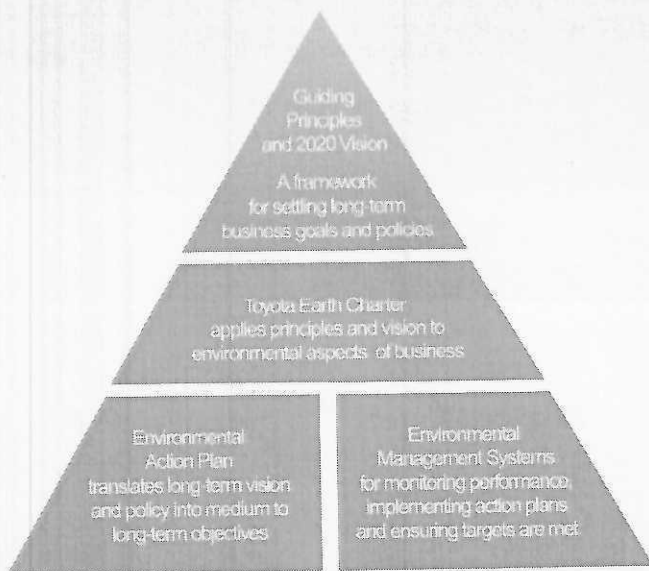 Guiding
Principles
and 2020 Vision
A framework
for settling long-term
business goals and policies
Toyota Earth Charter
applies principles and vision to
environmental aspects of business
Environmental
Action Plan
translates long-term vision
and policy into medium to
long-term objectives
Environmental
Management Systems
for monitoring performance,
implementing action plans
and ensuring targets are met